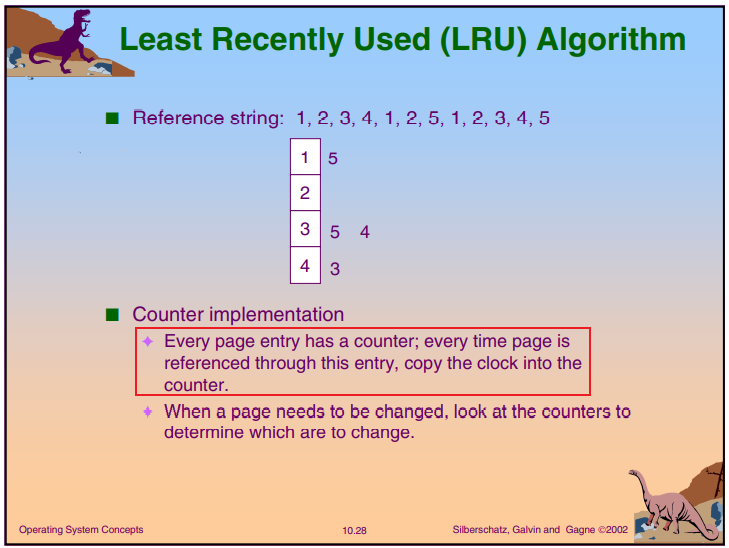 Least Recently Used (LRU) Algorithm
Reference string: 1, 2, 3, 4, 1, 2, 5, 1, 2, 3, 4, 5
1 5
2
3 5 4
4 3
Counter implementation
Every page entry has a counter; every time page is
referenced through this entry, copy the clock into the
counter.
When a page needs to be changed, look at the counters to
determine which are to change.
Operating System Concepts 10.28 Silberschatz, Galvin and Gagne ©2002